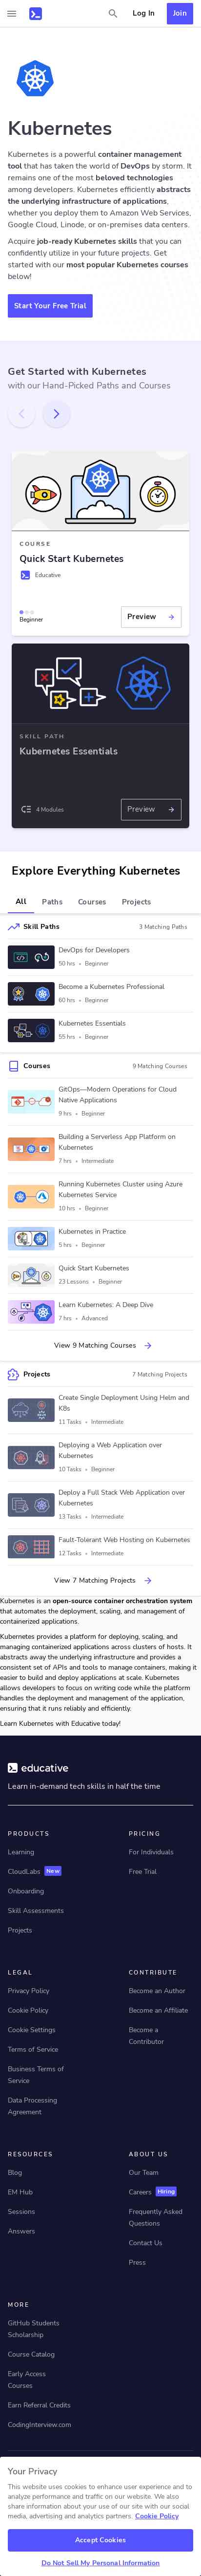 Log In
Join
Kubernetes
Kubernetes is a powerful container management
tool that has taken the world of DevOps by storm. It
remains one of the most beloved technologies
among developers. Kubernetes efficiently abstracts
the underlying infrastructure of applications,
whether you deploy them to Amazon Web Services,
Google Cloud, Linode, or on-premises data centers.
Acquire job-ready Kubernetes skills that you can
confidently utilize in your future projects. Get
started with our most popular Kubernetes courses
below!
Start Your Free Trial
Get Started with Kubernetes
with our Hand-Picked Paths and Courses
COURSE
Quick Start Kubernetes
Educative
Beginner
Preview
SKILL PATH
Kubernetes Essentials
4 Modules
Preview
Explore Everything Kubernetes
All
Paths
Courses
Projects
Skill Paths
3 Matching Paths
DevOps for Developers
50 hrs • Beginner
Become a Kubernetes Professional
60 hrs • Beginner
Kubernetes Essentials
55 hrs • Beginner
Courses
9 Matching Courses
GitOps—Modern Operations for Cloud
Native Applications
9 hrs • Beginner
Building a Serverless App Platform on
Kubernetes
7 hrs • Intermediate
Running Kubernetes Cluster using Azure
Kubernetes Service
10 hrs • Beginner
Kubernetes in Practice
5 hrs • Beginner
Quick Start Kubernetes
23 Lessons • Beginner
Learn Kubernetes: A Deep Dive
7 hrs • Advanced
View 9 Matching Courses
Projects
7 Matching Projects
Create Single Deployment Using Helm and
K8s
11 Tasks • Intermediate
Deploying a Web Application over
Kubernetes
10 Tasks • Beginner
Deploy a Full Stack Web Application over
Kubernetes
13 Tasks • Intermediate
Fault-Tolerant Web Hosting on Kubernetes
12 Tasks • Intermediate
View 7 Matching Projects
Kubernetes is an open-source container orchestration system
that automates the deployment, scaling, and management of
containerized applications.
Kubernetes provides a platform for deploying, scaling, and
managing containerized applications across clusters of hosts. It
abstracts away the underlying infrastructure and provides a
consistent set of APIs and tools to manage containers, making it
easier to build and deploy applications at scale. Kubernetes
allows developers to focus on writing code while the platform
handles the deployment and management of the application,
ensuring that it runs reliably and efficiently.
Learn Kubernetes with Educative today!
educative
Learn in-demand tech skills in half the time
PRODUCTS
Learning
CloudLabs New
Onboarding
Skill Assessments
Projects
PRICING
For Individuals
Free Trial
LEGAL
Privacy Policy
Cookie Policy
Cookie Settings
Terms of Service
Business Terms of
Service
Data Processing
Agreement
CONTRIBUTE
Become an Author
Become an Affiliate
Become a
Contributor
RESOURCES
Blog
EM Hub
Sessions
Answers
ABOUT US
Our Team
Careers Hiring
Frequently Asked
Questions
Contact Us
Press
MORE
GitHub Students
Scholarship
Course Catalog
Early Access
Courses
Earn Referral Credits
CodingInterview.com
Your Privacy
This website uses cookies to enhance user experience and to
analyze performance and traffic on our website. We also
share information about your use of our site with our social
media, advertising and analytics partners. Cookie Policy
Accept Cookies
Do Not Sell My Personal Information